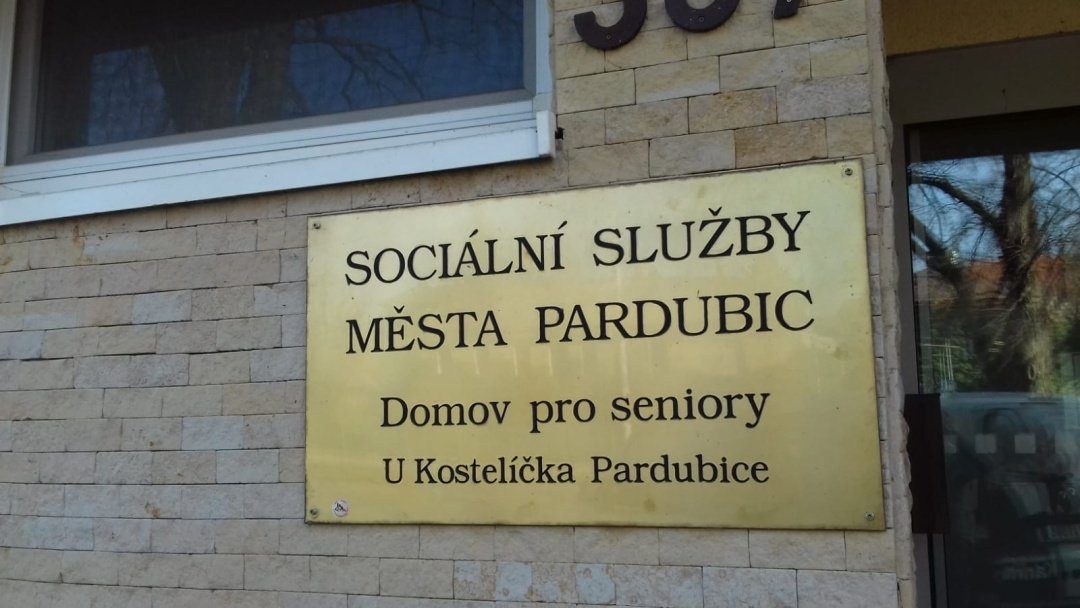 SOCIÁLNÍ SLUŽBY
MĚSTA PARDUBIC
Domov pro seniory
U Kostelíčka Pardubice